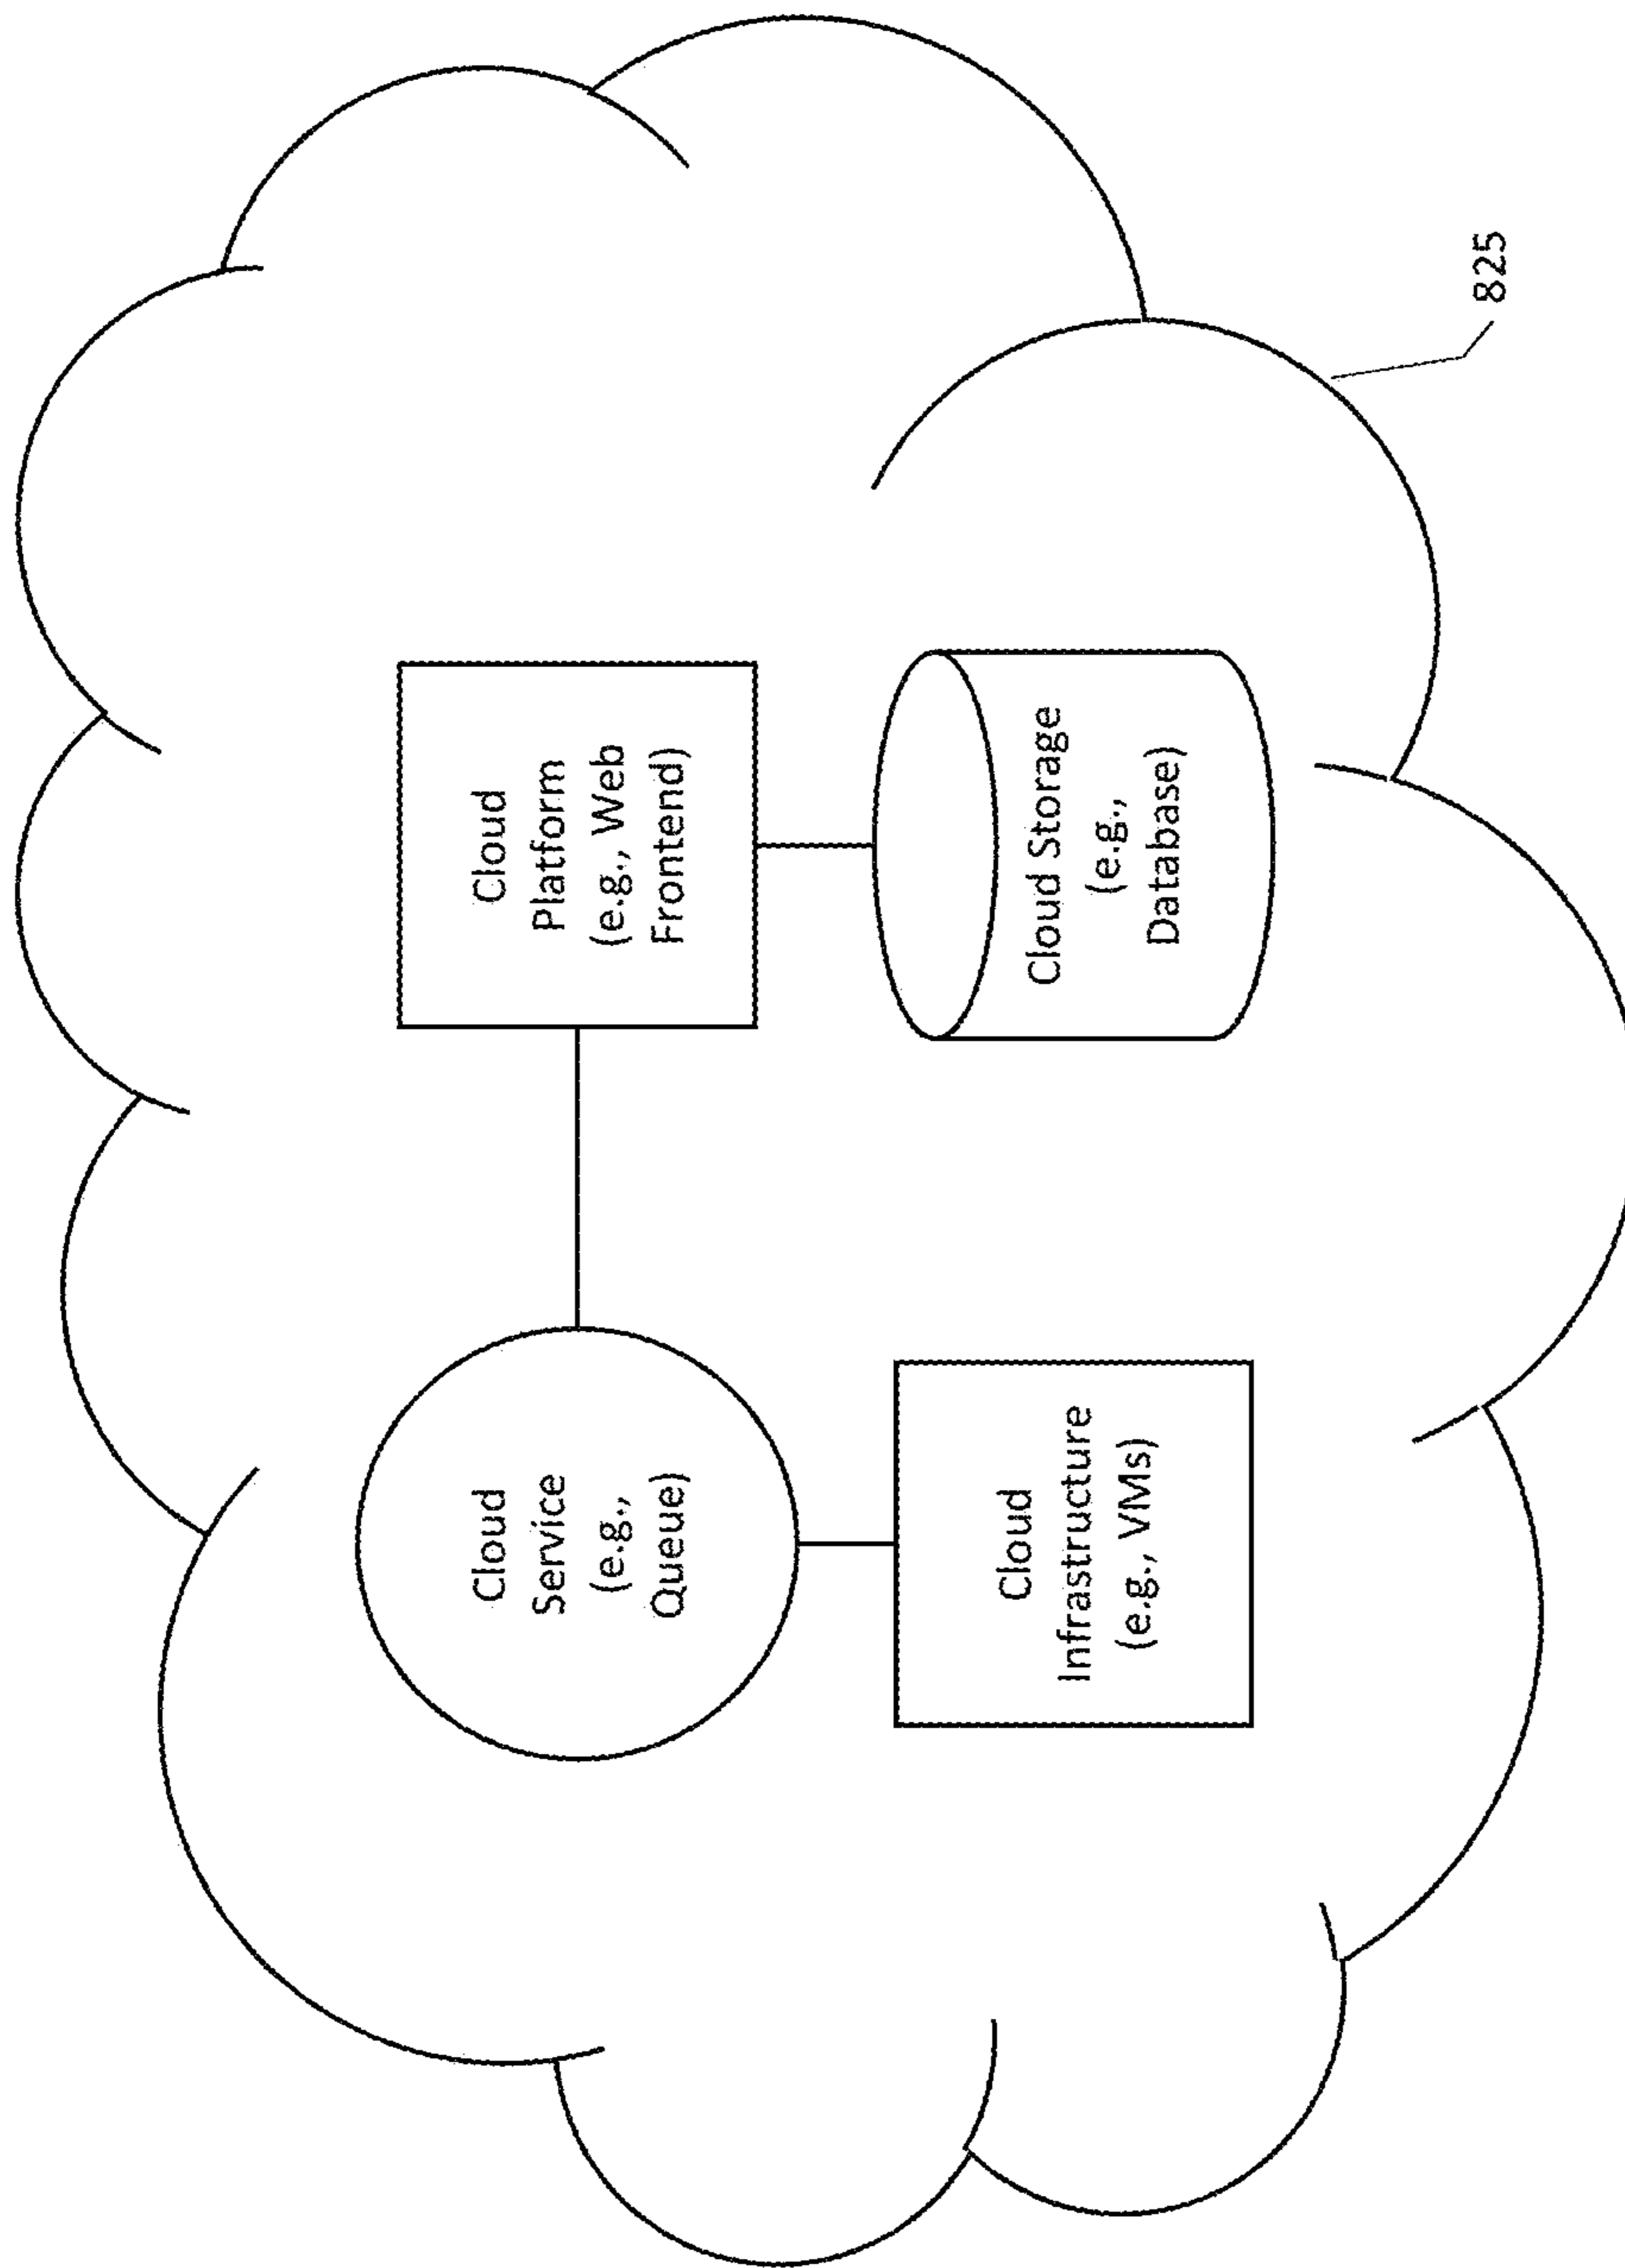 Cloud
Service
(e.g.,
Queue)
Cloud
Platform
(e.g., Web
Frontend)
Cloud
Infrastructure
(e.g., VMs)
Cloud Storage
(e.g.,
Database)
825